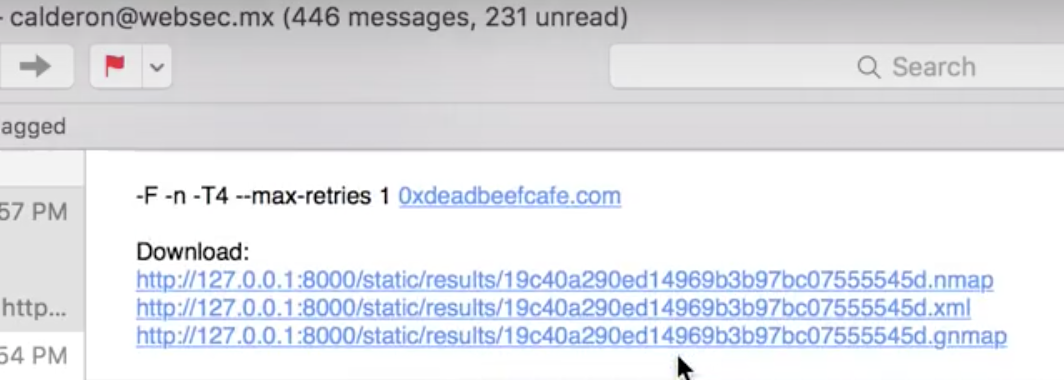 - calderon@websec.mx (446 messages, 231 unread)
Search
agged
57 PM
-F -n -T4 --max-retries 1 0xdeadbeefcafe.com
Download:
http://127.0.0.1:8000/static/results/19c40a290ed14969b3b97bc07555545d.nmap
http://127.0.0.1:8000/static/results/19c40a290ed14969b3b97bc07555545d.xml
http...
http://127.0.0.1:8000/static/results/19c40a290ed14969b3b97bc07555545d.gnmap
54 PM